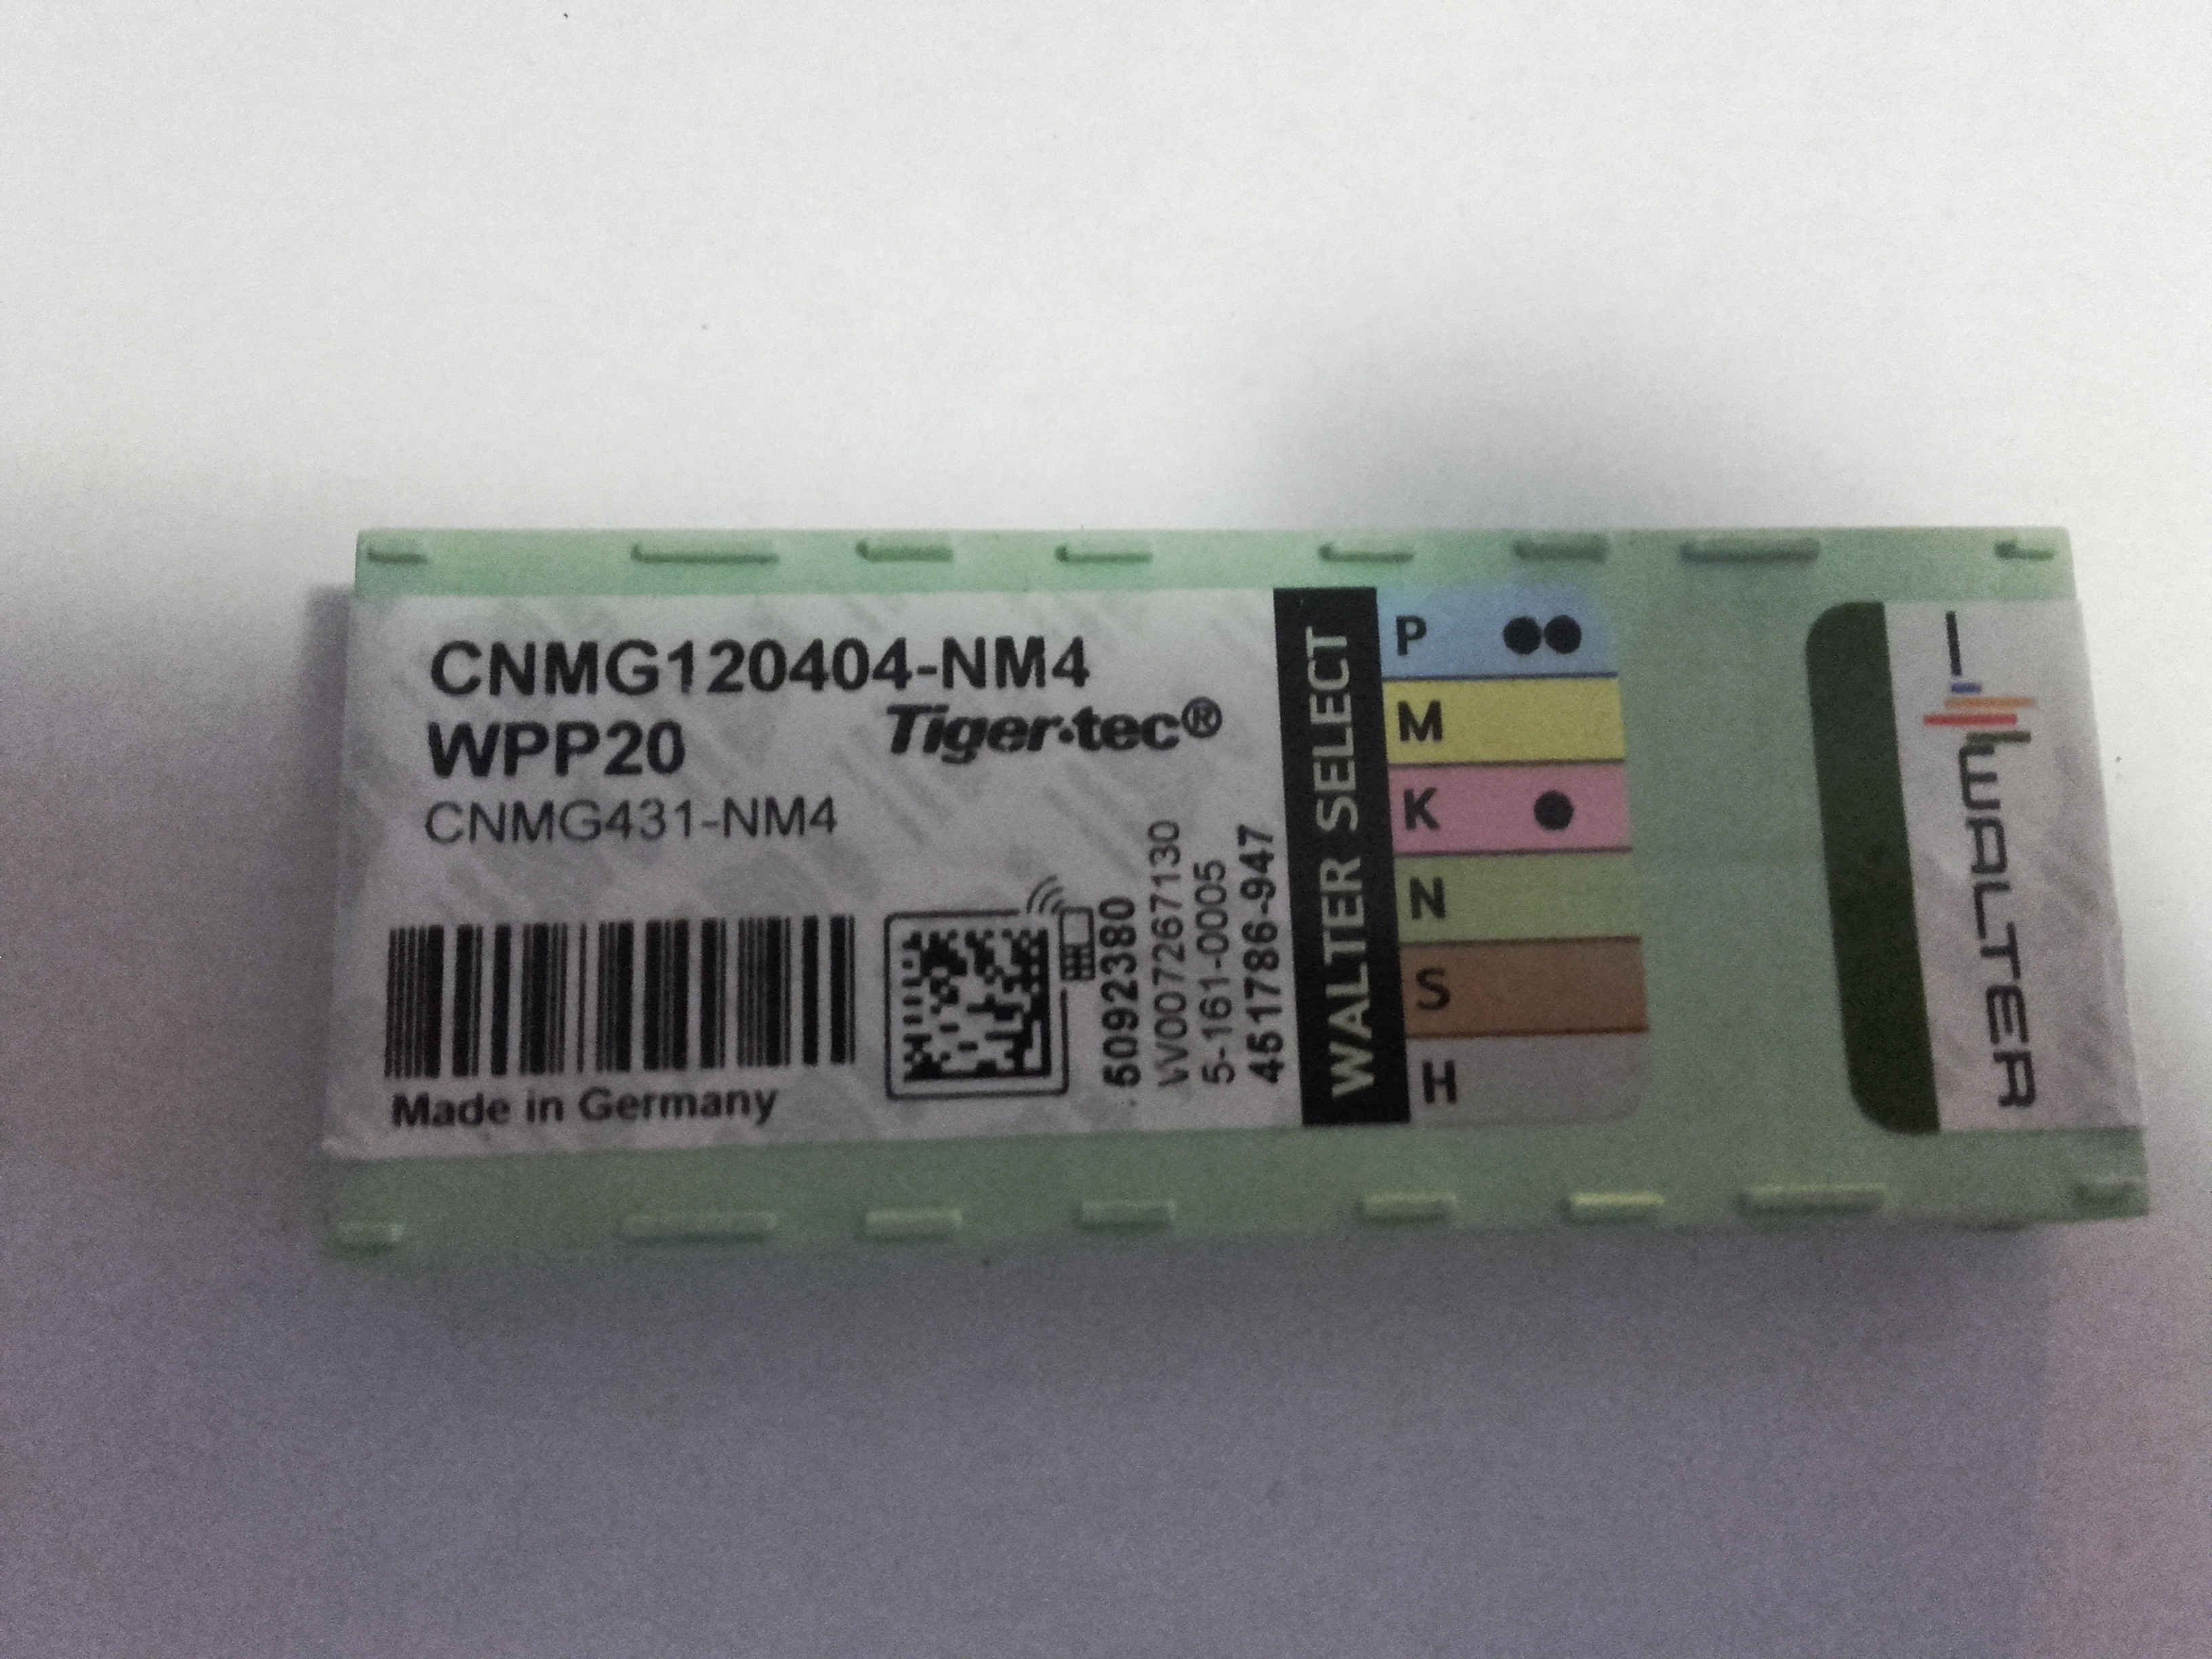 CNMG120404-NM4
WPP20 Tiger·tec®
CNMG431-NM4
Made in Germany
5092380
5-161-0005
451786-947
WALTER SELECT
P
M
K
N
S
H
WALTER